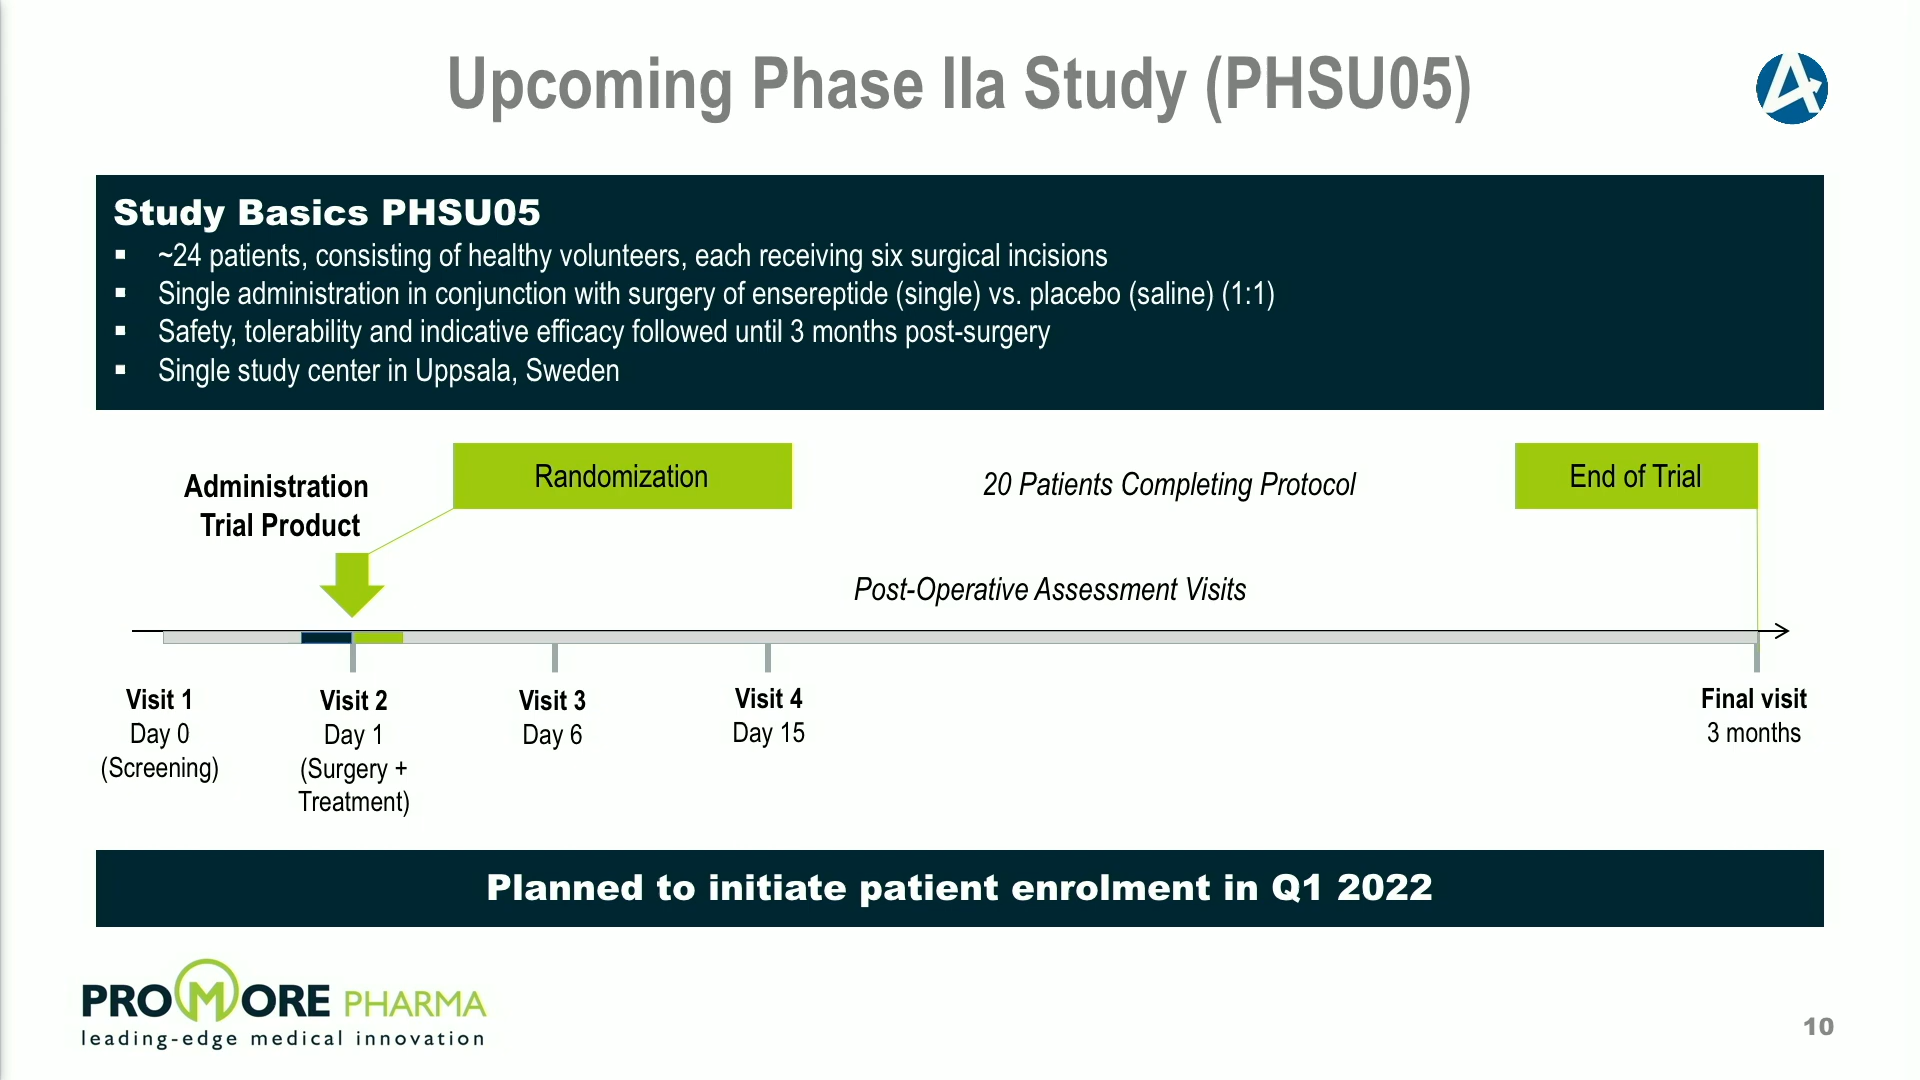 Upcoming Phase IIa Study (PHSU05)
Study Basics PHSU05
▪ ~24 patients, consisting of healthy volunteers, each receiving six surgical incisions
▪ Single administration in conjunction with surgery of ensereptide (single) vs. placebo (saline) (1:1)
▪ Safety, tolerability and indicative efficacy followed until 3 months post-surgery
▪ Single study center in Uppsala, Sweden
Administration
Trial Product
Randomization
20 Patients Completing Protocol
End of Trial
Post-Operative Assessment Visits
Visit 1
Day 0
(Screening)
Visit 2
Day 1
(Surgery +
Treatment)
Visit 3
Day 6
Visit 4
Day 15
Final visit
3 months
Planned to initiate patient enrolment in Q1 2022
PROMORE PHARMA
leading-edge medical innovation
10